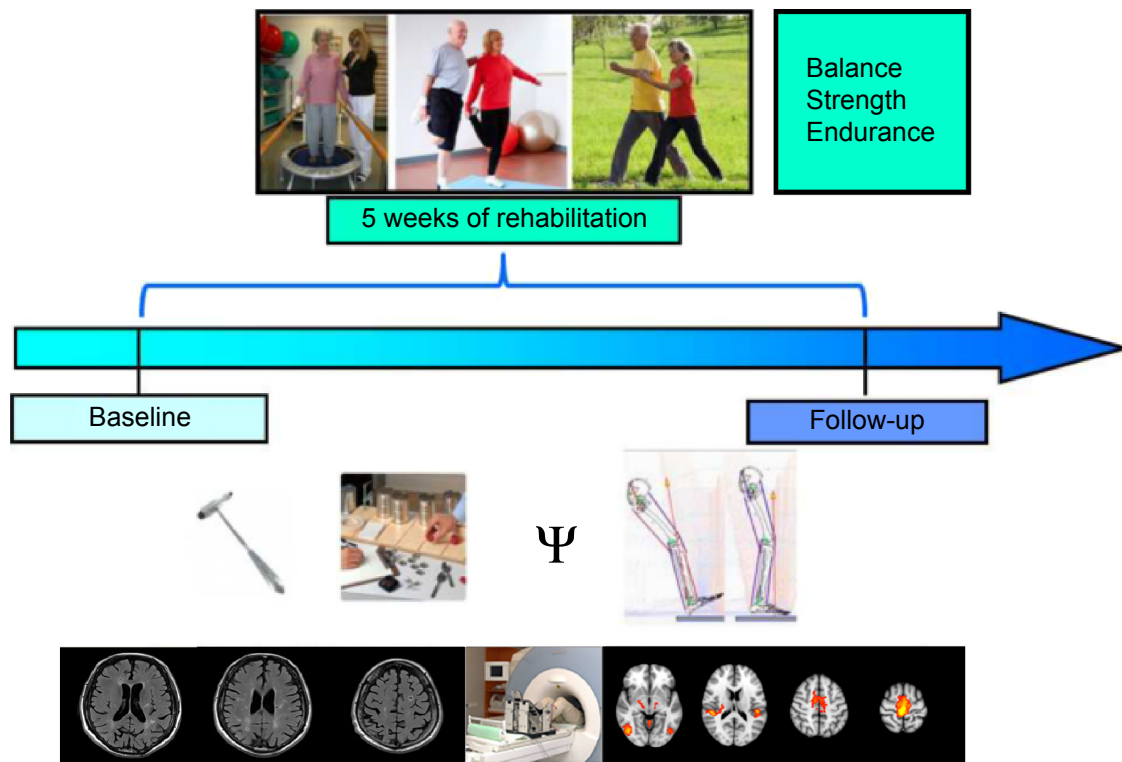 Balance
Strength
Endurance
5 weeks of rehabilitation
Baseline
Follow-up
Ψ